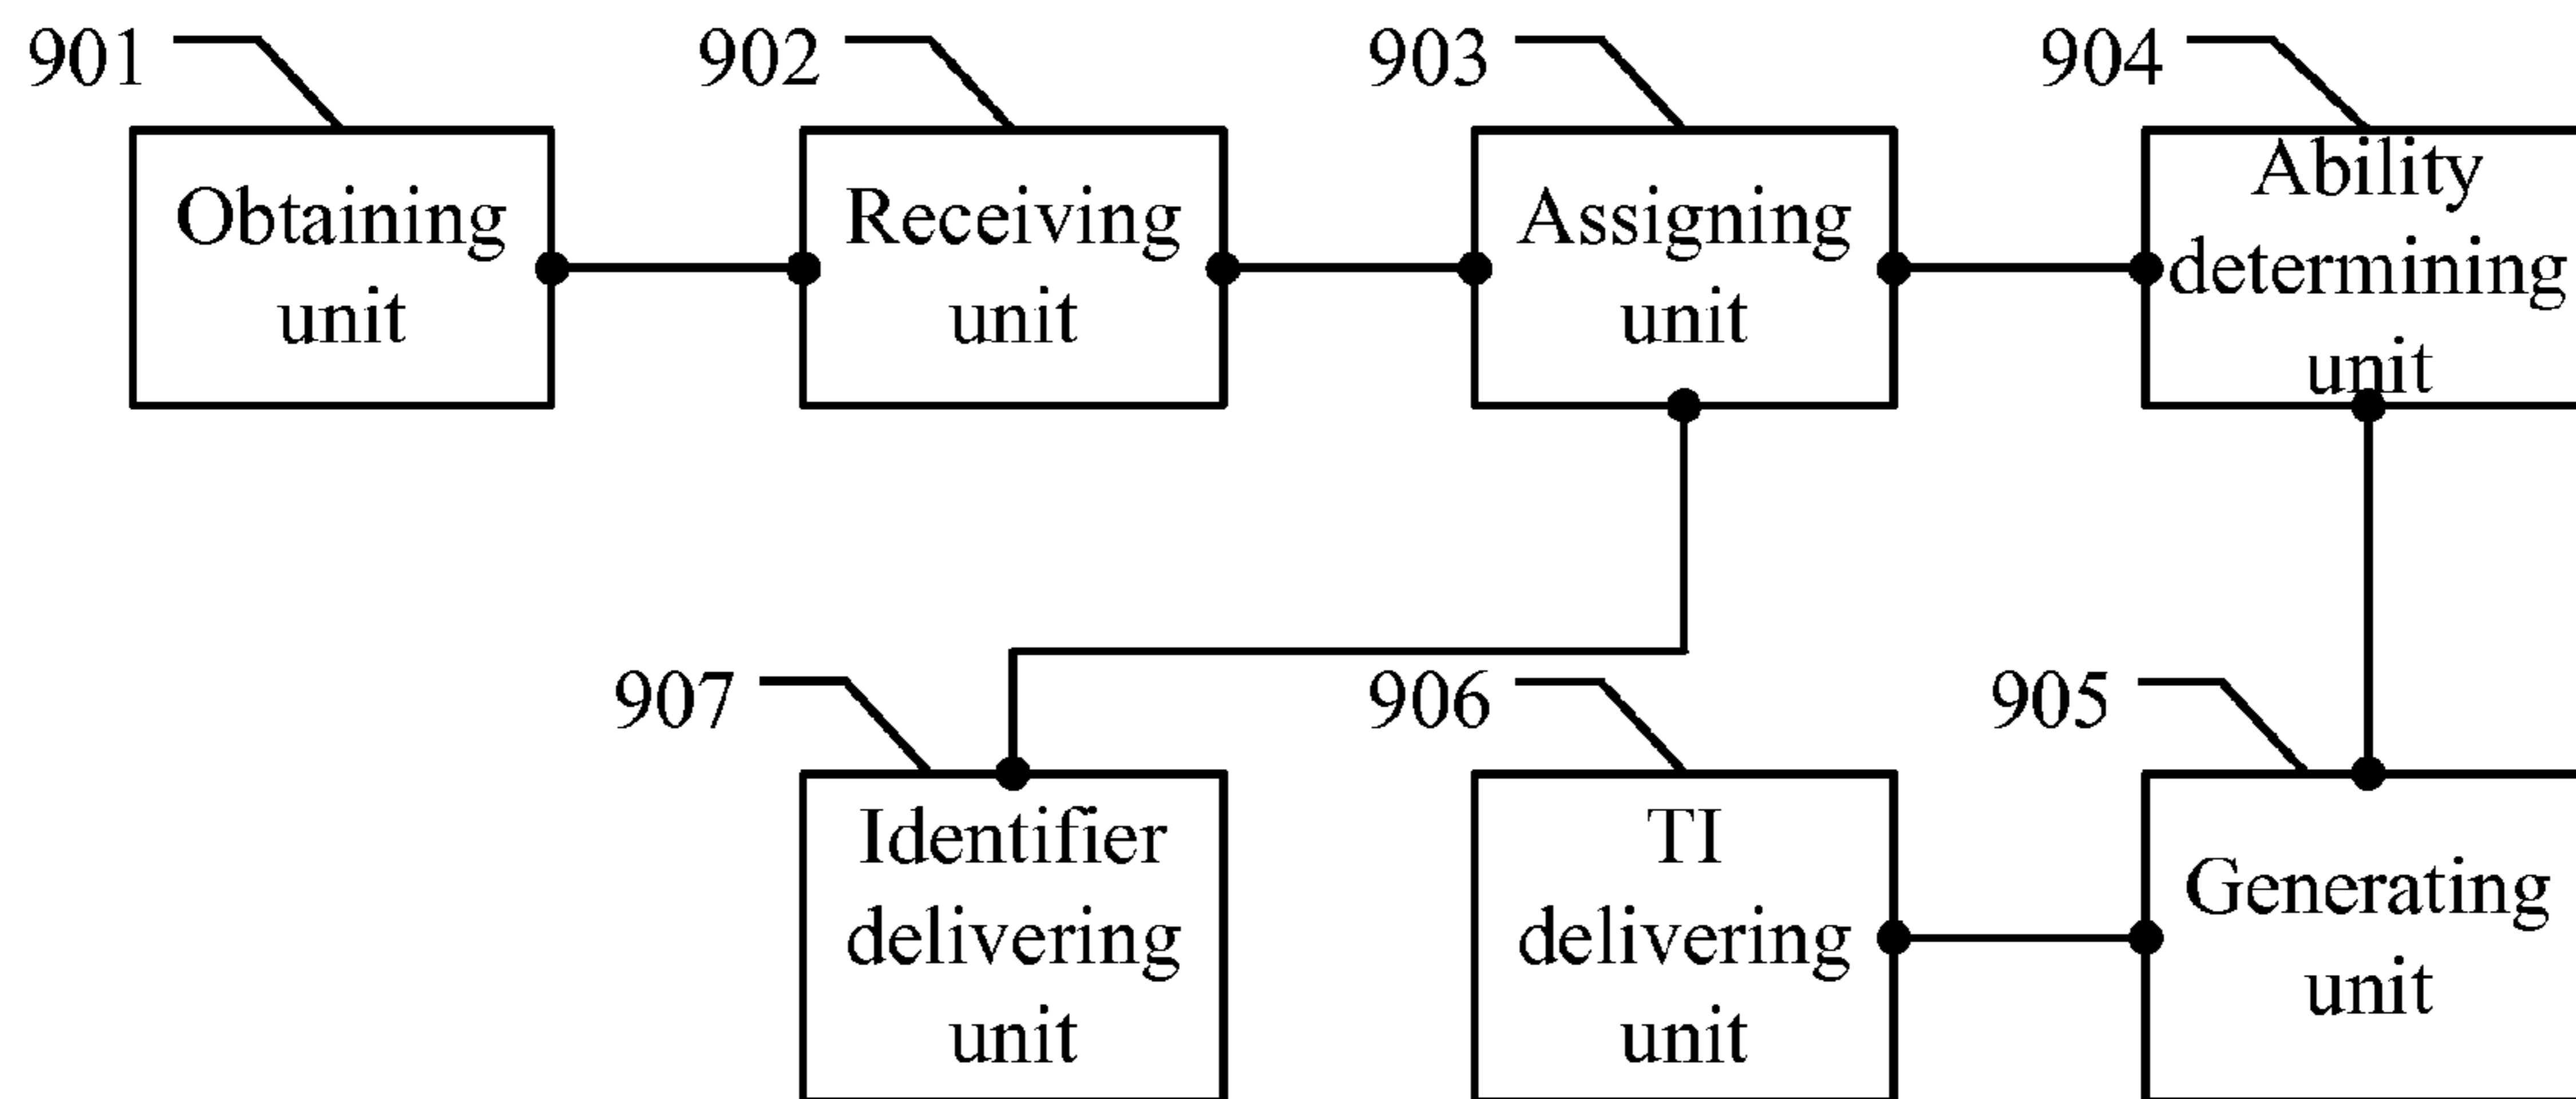 901
902
903
904
Obtaining
unit
Receiving
unit
Assigning
unit
Ability
determining
unit
907
906
905
Identifier
delivering
unit
TI
delivering
unit
Generating
unit